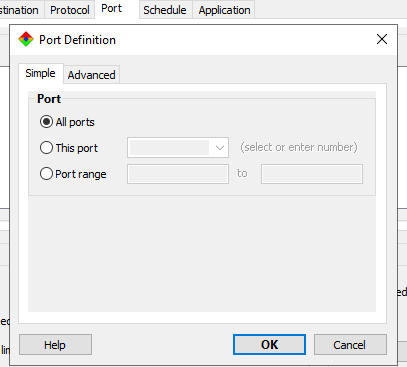 Protocol Port Schedule Application
Port Definition
Simple Advanced
Port
All ports
This port (select or enter number)
Port range to
Help OK Cancel